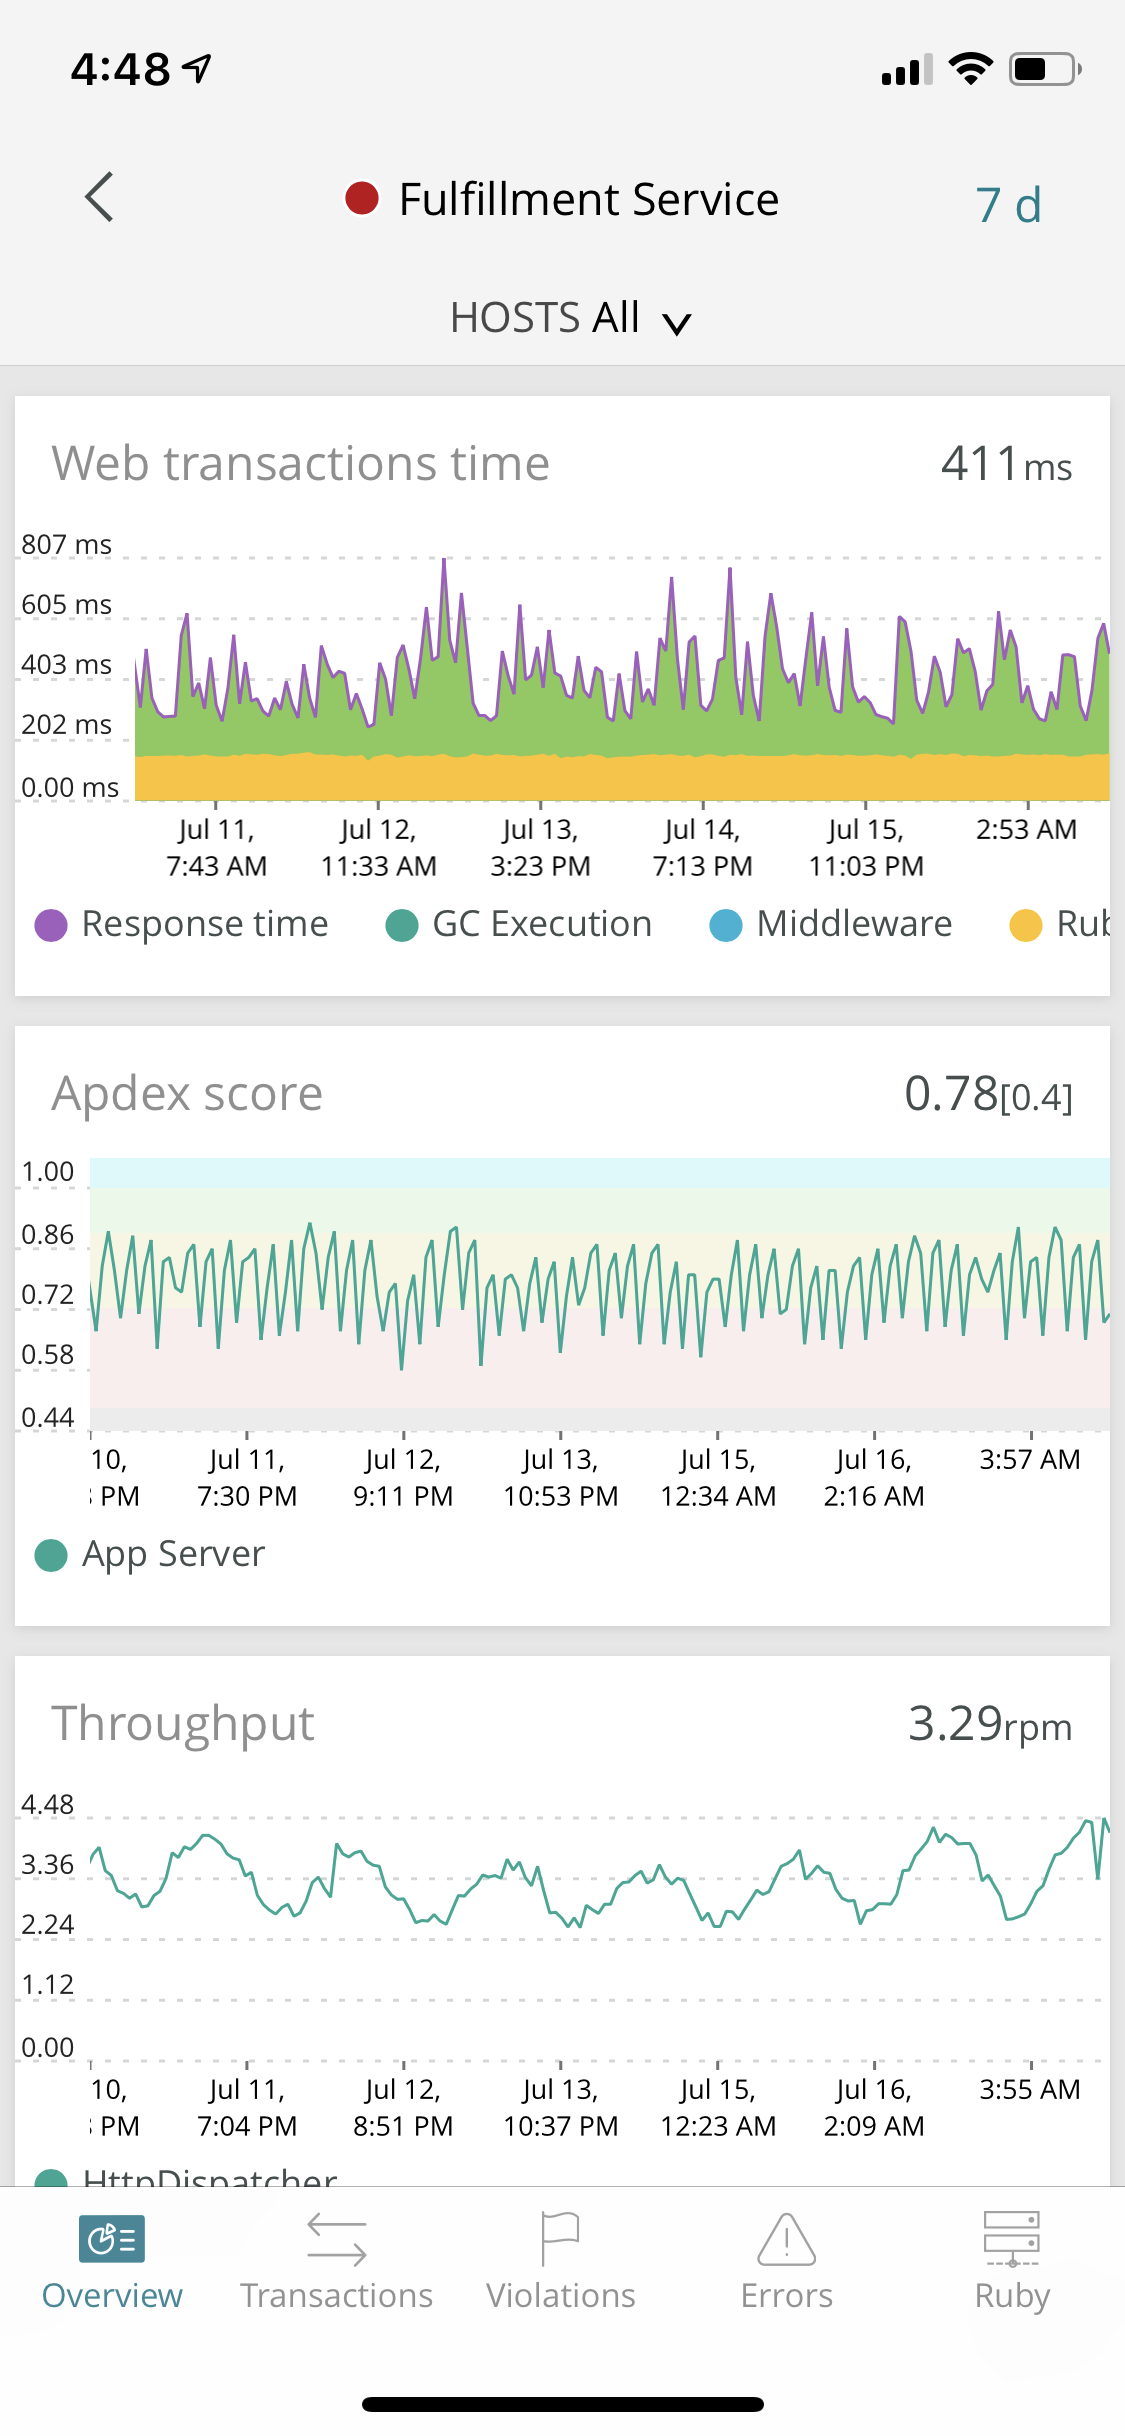 4:48
Fulfillment Service
7 d
HOSTS All
Web transactions time
411ms
807 ms
605 ms
403 ms
202 ms
0.00 ms
Jul 11, 7:43 AM
Jul 12, 11:33 AM
Jul 13, 3:23 PM
Jul 14, 7:13 PM
Jul 15, 11:03 PM
2:53 AM
Response time
GC Execution
Middleware
Apdex score
0.78[0.4]
1.00
0.86
0.72
0.58
0.44
10, PM
Jul 11, 7:30 PM
Jul 12, 9:11 PM
Jul 13, 10:53 PM
Jul 15, 12:34 AM
Jul 16, 2:16 AM
3:57 AM
App Server
Throughput
3.29rpm
4.48
3.36
2.24
1.12
0.00
10, PM
Jul 11, 7:04 PM
Jul 12, 8:51 PM
Jul 13, 10:37 PM
Jul 15, 12:23 AM
Jul 16, 2:09 AM
3:55 AM
HttpDispatcher
Overview
Transactions
Violations
Errors
Ruby